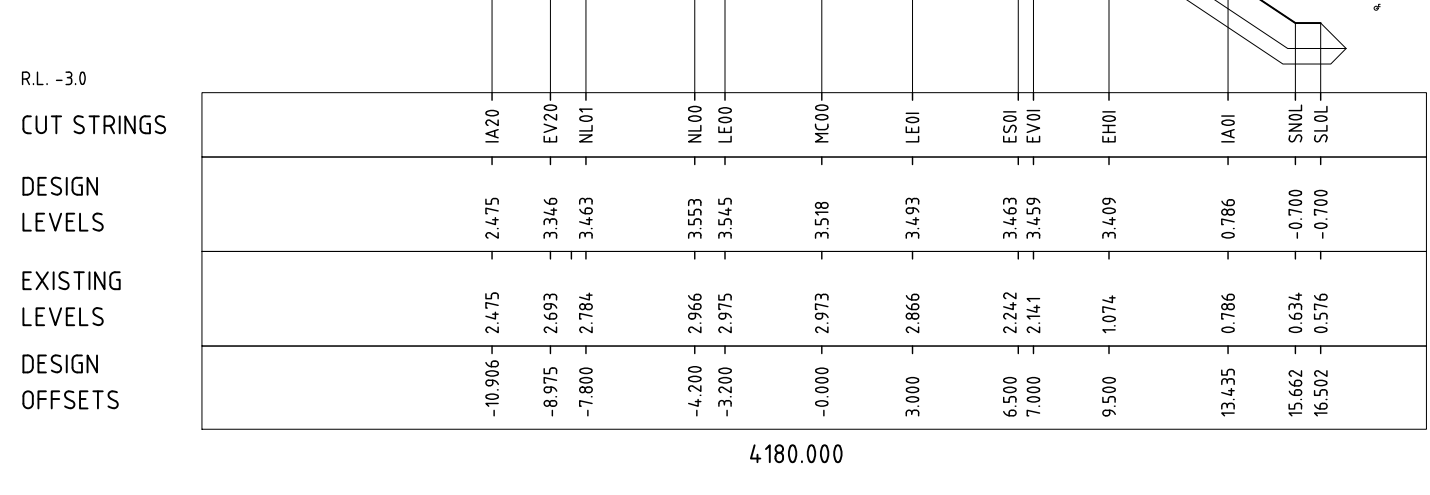 R.L. -3.0
CUT STRINGS IA20 EV20 NL01 NL00 LE00 MC00 LE0I ES0I EV0I EH0I IA0I SN0L SL0L
DESIGN
LEVELS 2.475 3.346 3.463 3.553 3.545 3.518 3.493 3.463 3.459 3.409 0.786 -0.700 -0.700
EXISTING
LEVELS 2.475 2.693 2.784 2.966 2.975 2.973 2.866 2.242 2.141 1.074 0.786 0.634 0.576
DESIGN
OFFSETS -10.906 -8.975 -7.800 -4.200 -3.200 -0.000 3.000 6.500 7.000 9.500 13.435 15.662 16.502
4180.000